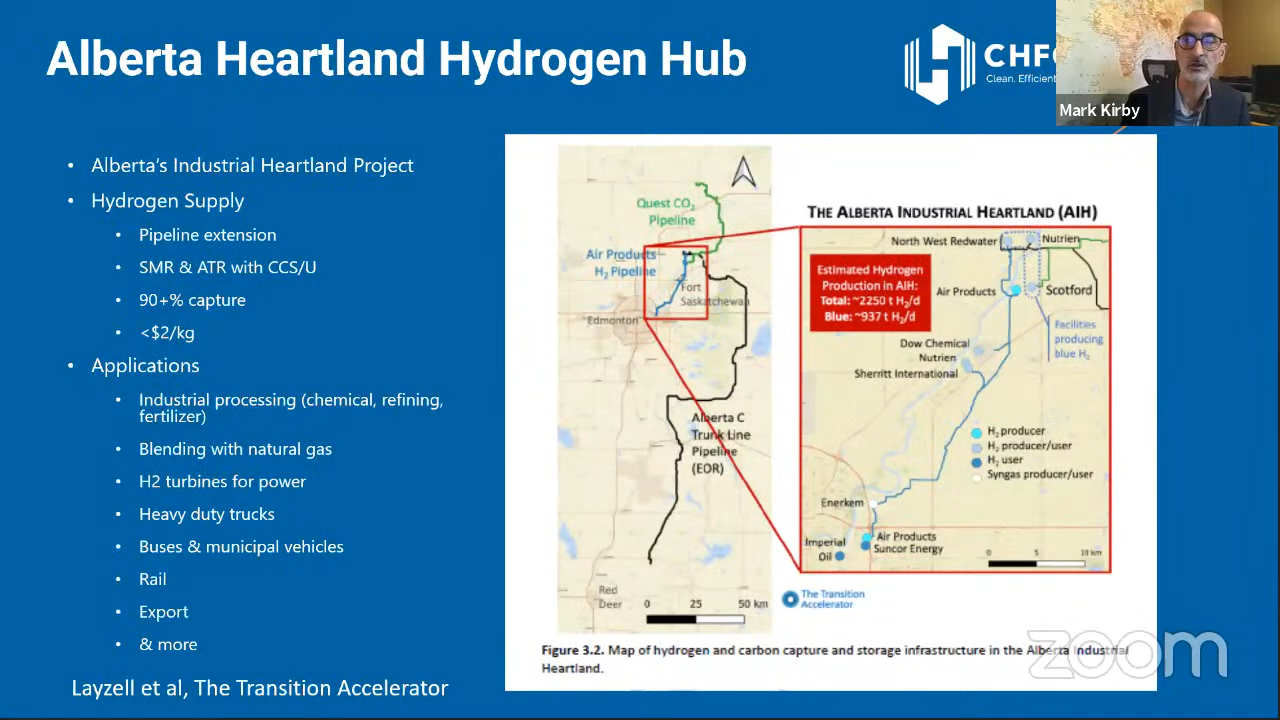 Alberta Heartland Hydrogen Hub
Clean. Efficient
Mark Kirby
• Alberta's Industrial Heartland Project
• Hydrogen Supply
• Pipeline extension
• SMR & ATR with CCS/U
• 90+% capture
• <$2/kg
• Applications
• Industrial processing (chemical, refining,
fertilizer)
• Blending with natural gas
• H2 turbines for power
• Heavy duty trucks
• Buses & municipal vehicles
• Rail
• Export
• & more
Layzell et al, The Transition Accelerator
Quest CO₂
Pipeline
Air Products
H₂ Pipeline
Fort
Saskatchewan
Edmonton
Alberta C
Trunk Line
Pipeline
(EOR)
Red
Deer
0 25 50 km
THE ALBERTA INDUSTRIAL HEARTLAND (AIH)
North West Redwater
Nutrien
Estimated Hydrogen
Production in AIH:
Total: ~2250 t H₂/d
Blue: ~937 t H₂/d
Air Products
Scotford
Facilities
producing
blue H₂
Dow Chemical
Nutrien
Sherritt International
H₂ producer
H₂ producer/user
H₂ user
Syngas producer/user
Enerkem
Air Products
Suncor Energy
Imperial
Oil
0 5 10 km
The Transition
Accelerator
Figure 3.2. Map of hydrogen and carbon capture and storage infrastructure in the Alberta Industrial
Heartland.
zoom